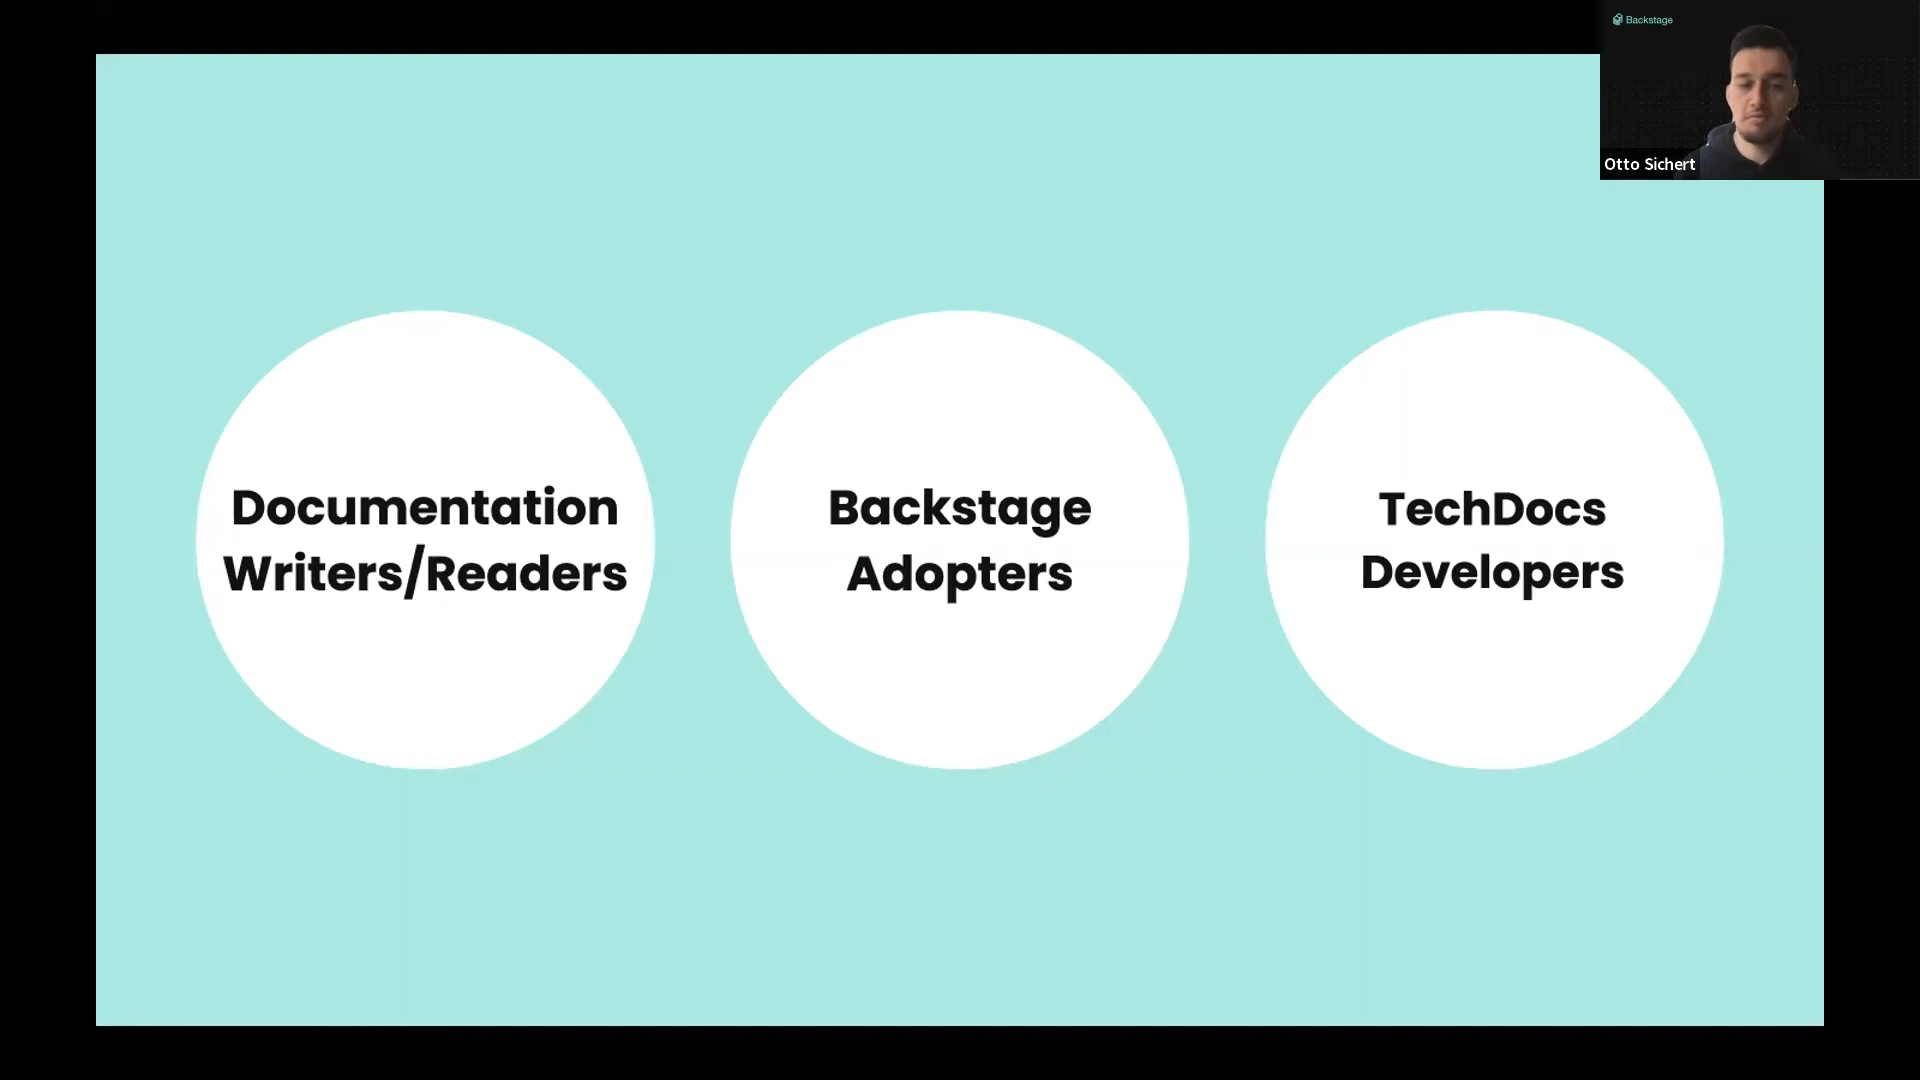 Backstage
Otto Sichert
Documentation
Writers/Readers
Backstage
Adopters
TechDocs
Developers